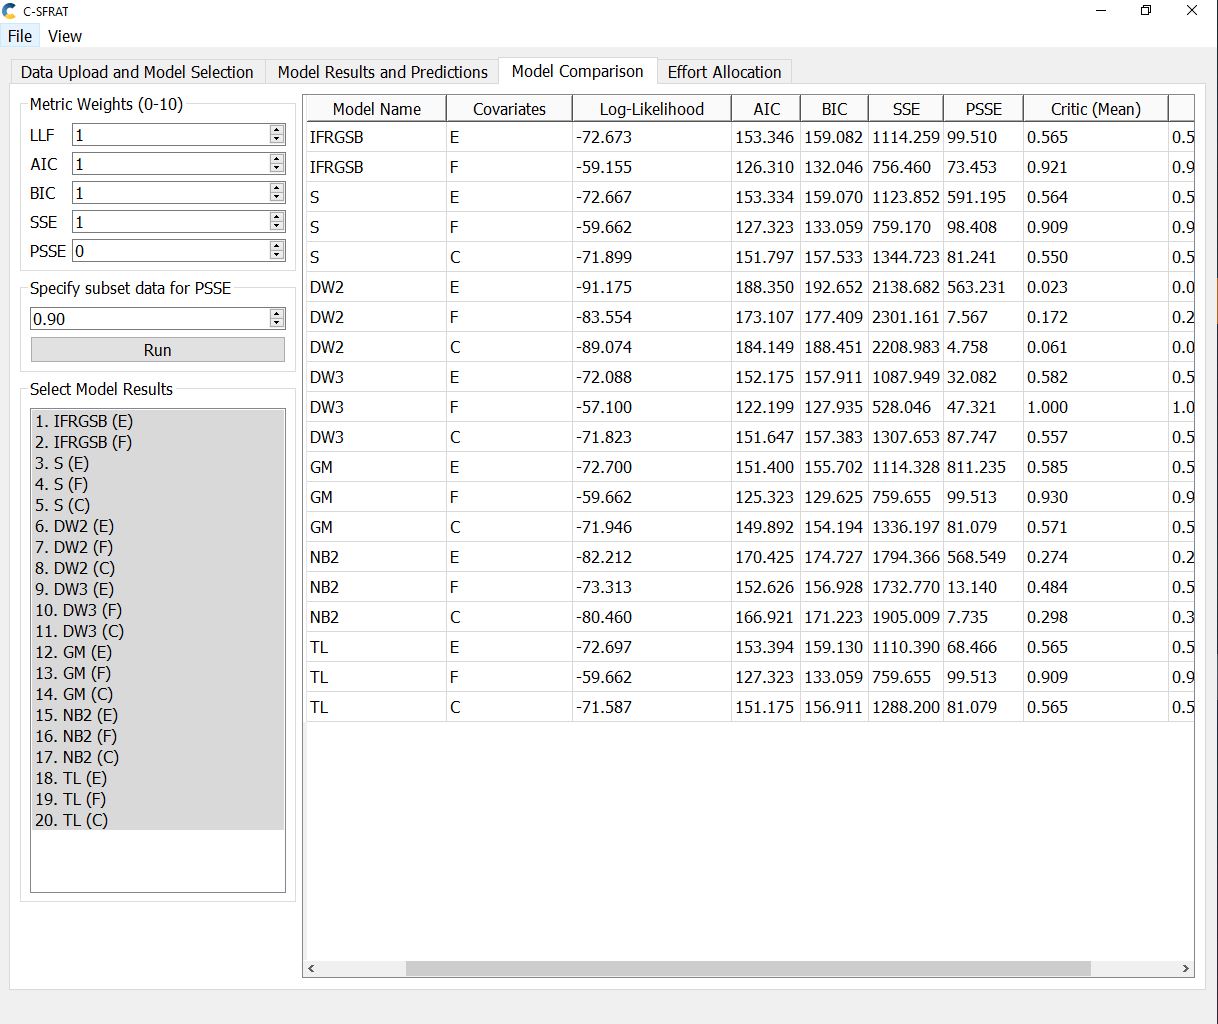 C-SFRAT
File View
Data Upload and Model Selection Model Results and Predictions Model Comparison Effort Allocation
Metric Weights (0-10)
LLF 1
AIC 1
BIC 1
SSE 1
PSSE 0
Specify subset data for PSSE
0.90
Run
Select Model Results
1. IFRGSB (E)
2. IFRGSB (F)
3. S (E)
4. S (F)
5. S (C)
6. DW2 (E)
7. DW2 (F)
8. DW2 (C)
9. DW3 (E)
10. DW3 (F)
11. DW3 (C)
12. GM (E)
13. GM (F)
14. GM (C)
15. NB2 (E)
16. NB2 (F)
17. NB2 (C)
18. TL (E)
19. TL (F)
20. TL (C)
Model Name Covariates Log-Likelihood AIC BIC SSE PSSE Critic (Mean)
IFRGSB E -72.673 153.346 159.082 1114.259 99.510 0.565 0.5
IFRGSB F -59.155 126.310 132.046 756.460 73.453 0.921 0.9
S E -72.667 153.334 159.070 1123.852 591.195 0.564 0.5
S F -59.662 127.323 133.059 759.170 98.408 0.909 0.9
S C -71.899 151.797 157.533 1344.723 81.241 0.550 0.5
DW2 E -91.175 188.350 192.652 2138.682 563.231 0.023 0.0
DW2 F -83.554 173.107 177.409 2301.161 7.567 0.172 0.2
DW2 C -89.074 184.149 188.451 2208.983 4.758 0.061 0.0
DW3 E -72.088 152.175 157.911 1087.949 32.082 0.582 0.5
DW3 F -57.100 122.199 127.935 528.046 47.321 1.000 1.0
DW3 C -71.823 151.647 157.383 1307.653 87.747 0.557 0.5
GM E -72.700 151.400 155.702 1114.328 811.235 0.585 0.5
GM F -59.662 125.323 129.625 759.655 99.513 0.930 0.9
GM C -71.946 149.892 154.194 1336.197 81.079 0.571 0.5
NB2 E -82.212 170.425 174.727 1794.366 568.549 0.274 0.2
NB2 F -73.313 152.626 156.928 1732.770 13.140 0.484 0.5
NB2 C -80.460 166.921 171.223 1905.009 7.735 0.298 0.3
TL E -72.697 153.394 159.130 1110.390 68.466 0.565 0.5
TL F -59.662 127.323 133.059 759.655 99.513 0.909 0.9
TL C -71.587 151.175 156.911 1288.200 81.079 0.565 0.5